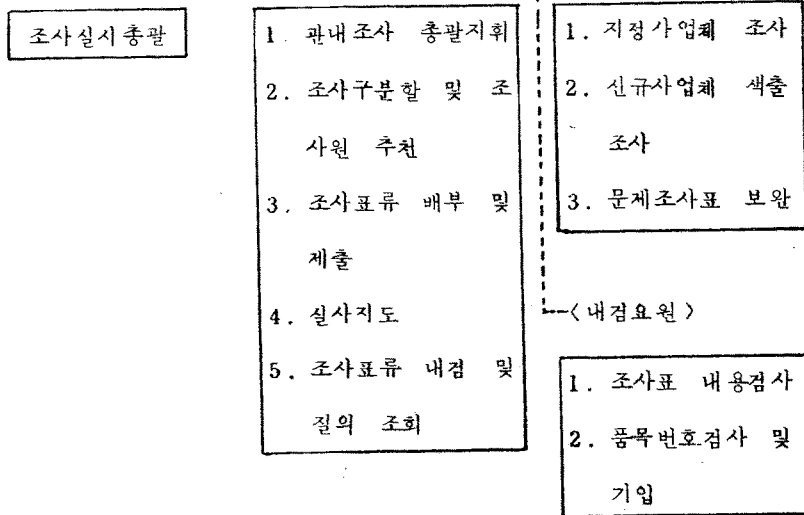 조사실시총괄
1. 관내조사 총괄지휘
2. 조사구분할 및 조
사원 추천
3. 조사표류 배부 및
제출
4. 실사지도
5. 조사표류 내검 및
질의 조회
1. 지정사업체 조사
2. 신규사업체 색출
조사
3. 문제조사표 보완
<내검요원>
1. 조사표 내용검사
2. 품목번호검사 및
기입